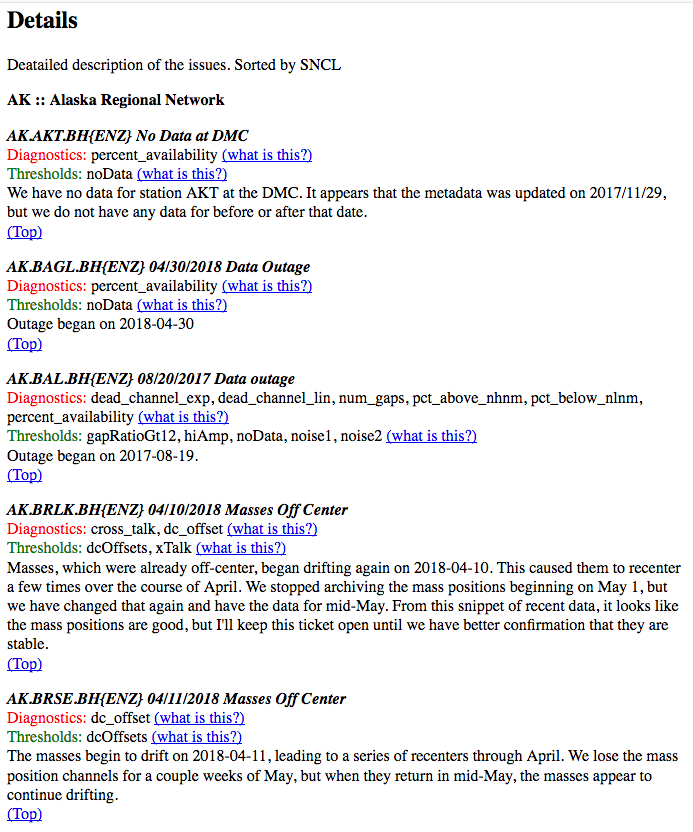 Details
Deatailed description of the issues. Sorted by SNCL
AK :: Alaska Regional Network
AK.AKT.BH{ENZ} No Data at DMC
Diagnostics: percent_availability (what is this?)
Thresholds: noData (what is this?)
We have no data for station AKT at the DMC. It appears that the metadata was updated on 2017/11/29,
but we do not have any data for before or after that date.
(Top)
AK.BAGL.BH{ENZ} 04/30/2018 Data Outage
Diagnostics: percent_availability (what is this?)
Thresholds: noData (what is this?)
Outage began on 2018-04-30
(Top)
AK.BAL.BH{ENZ} 08/20/2017 Data outage
Diagnostics: dead_channel_exp, dead_channel_lin, num_gaps, pct_above_nhnm, pct_below_nlnm,
percent_availability (what is this?)
Thresholds: gapRatioGt12, hiAmp, noData, noise1, noise2 (what is this?)
Outage began on 2017-08-19.
(Top)
AK.BRLK.BH{ENZ} 04/10/2018 Masses Off Center
Diagnostics: cross_talk, dc_offset (what is this?)
Thresholds: dcOffsets, xTalk (what is this?)
Masses, which were already off-center, began drifting again on 2018-04-10. This caused them to recenter
a few times over the course of April. We stopped archiving the mass positions beginning on May 1, but
we have changed that again and have the data for mid-May. From this snippet of recent data, it looks like
the mass positions are good, but I'll keep this ticket open until we have better confirmation that they are
stable.
(Top)
AK.BRSE.BH{ENZ} 04/11/2018 Masses Off Center
Diagnostics: dc_offset (what is this?)
Thresholds: dcOffsets (what is this?)
The masses begin to drift on 2018-04-11, leading to a series of recenters through April. We lose the mass
position channels for a couple weeks of May, but when they return in mid-May, the masses appear to
continue drifting.
(Top)